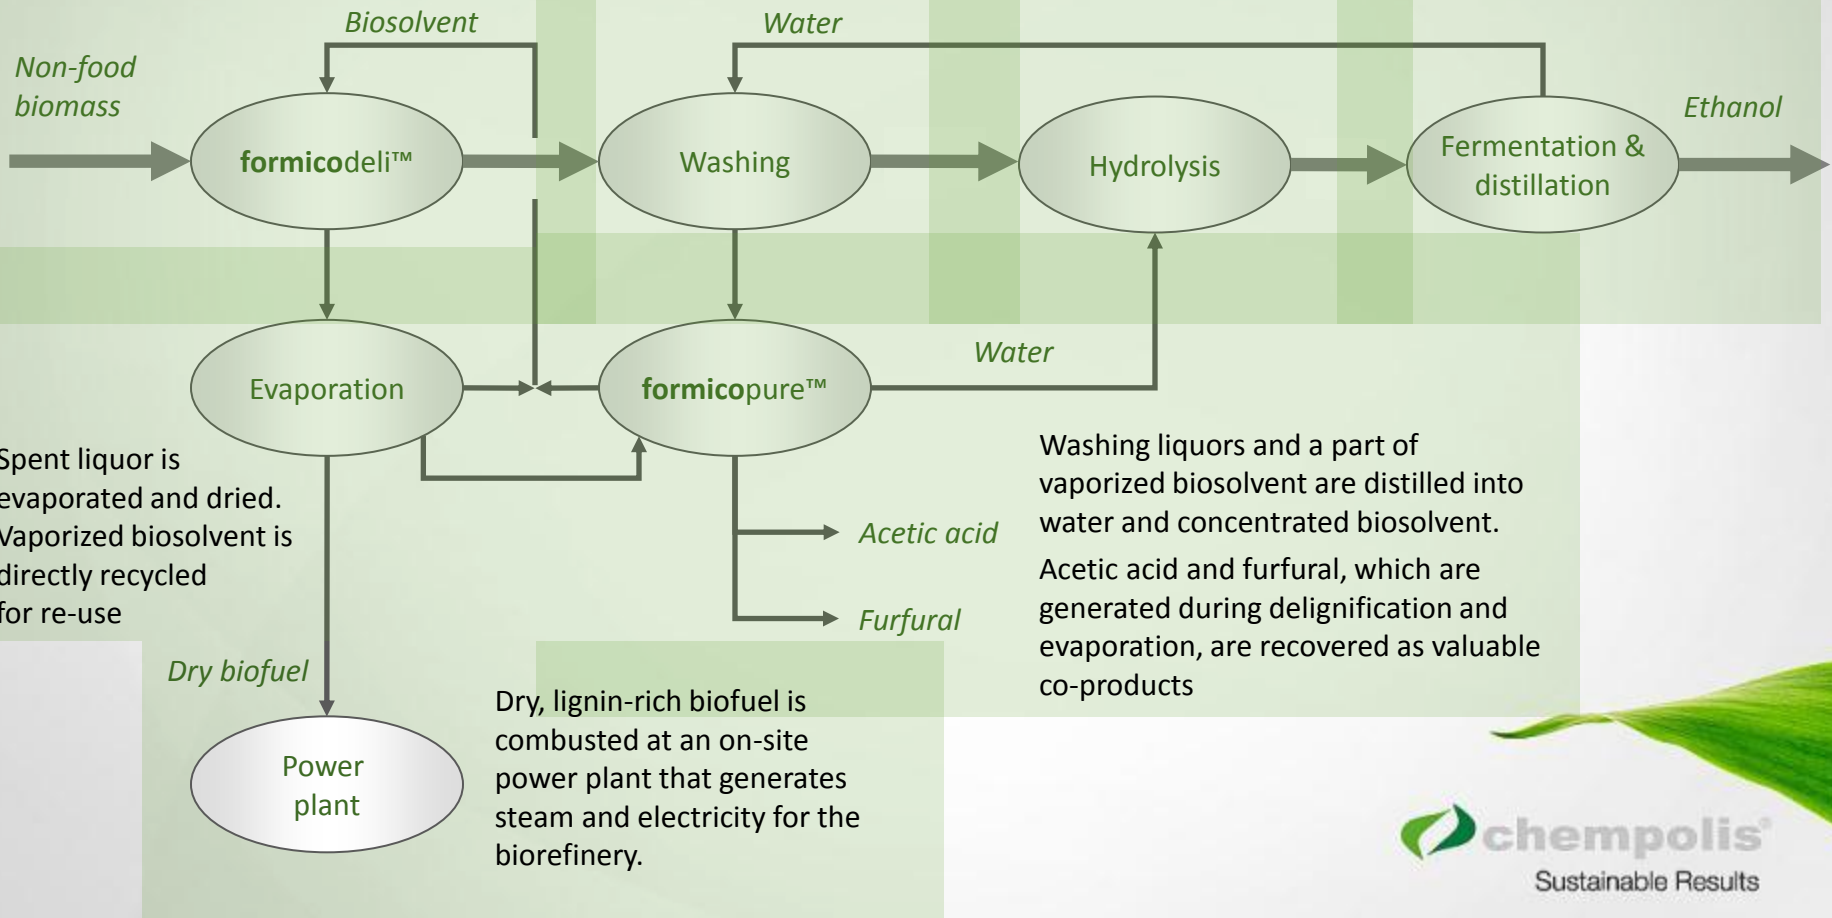 Biosolvent
Water
Non-food
biomass
Ethanol
formicodeli™
Washing
Hydrolysis
Fermentation &
distillation
Evaporation
formicopure™
Water
Spent liquor is
evaporated and dried.
Vaporized biosolvent is
directly recycled
for re-use
Acetic acid
Furfural
Washing liquors and a part of
vaporized biosolvent are distilled into
water and concentrated biosolvent.
Acetic acid and furfural, which are
generated during delignification and
evaporation, are recovered as valuable
co-products
Dry biofuel
Power
plant
Dry, lignin-rich biofuel is
combusted at an on-site
power plant that generates
steam and electricity for the
biorefinery.
chempolis®
Sustainable Results